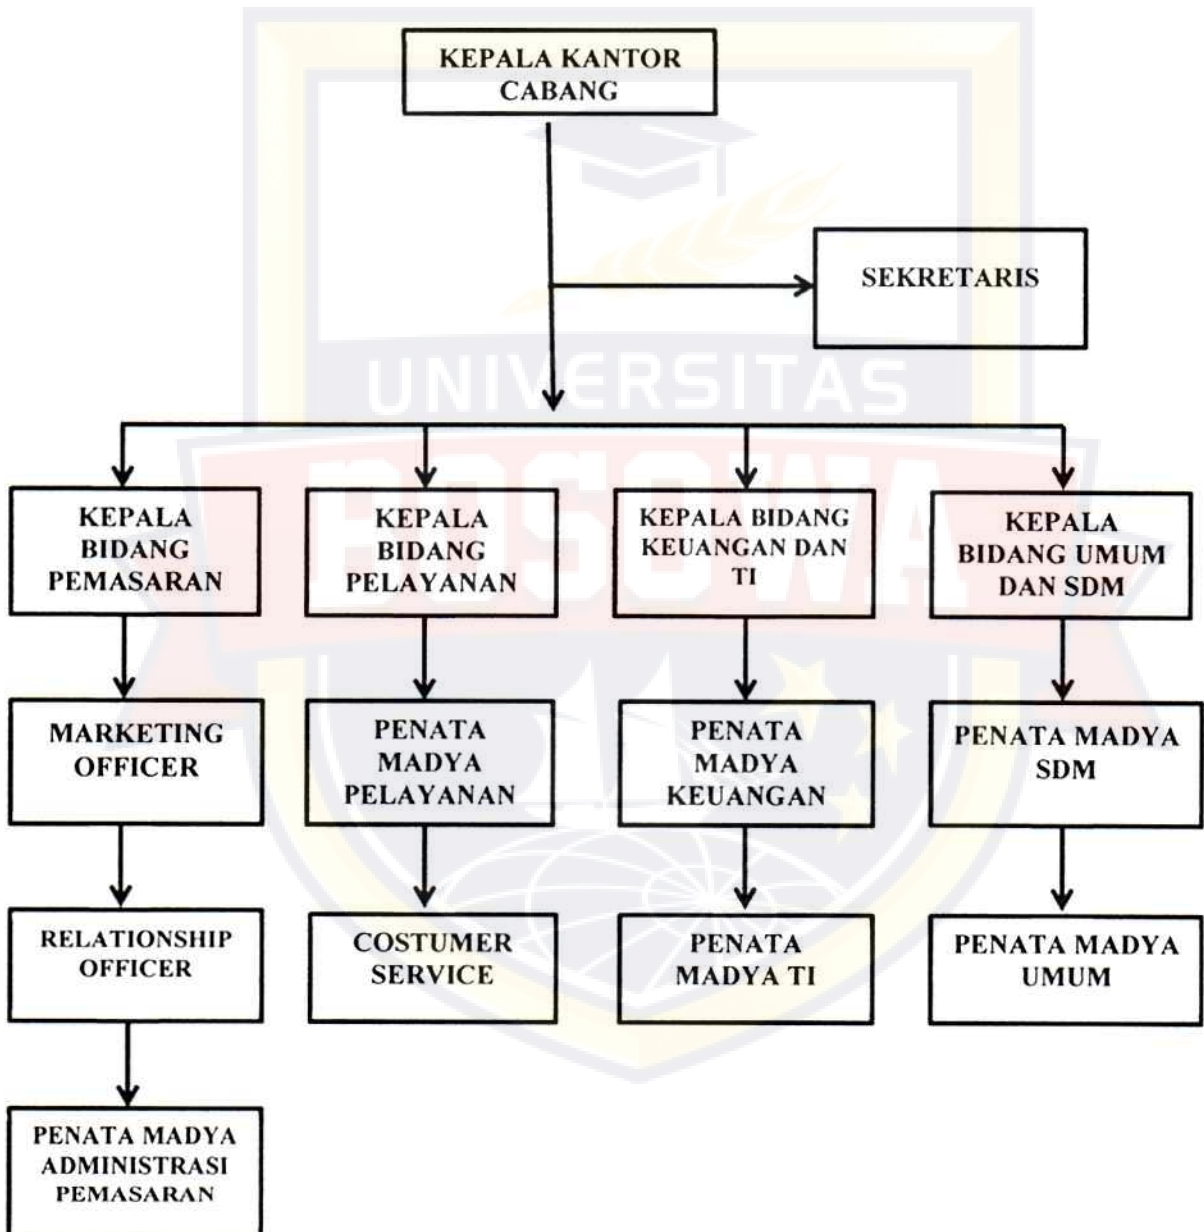 KEPALA KANTOR
CABANG
SEKRETARIS
UNIVERSITAS
BOSOWA
KEPALA
BIDANG
PEMASARAN
KEPALA
BIDANG
PELAYANAN
KEPALA BIDANG
KEUANGAN DAN
TI
KEPALA
BIDANG UMUM
DAN SDM
MARKETING
OFFICER
PENATA
MADYA
PELAYANAN
PENATA
MADYA
KEUANGAN
PENATA MADYA
SDM
RELATIONSHIP
OFFICER
COSTUMER
SERVICE
PENATA
MADYA TI
PENATA MADYA
UMUM
PENATA MADYA
ADMINISTRASI
PEMASARAN